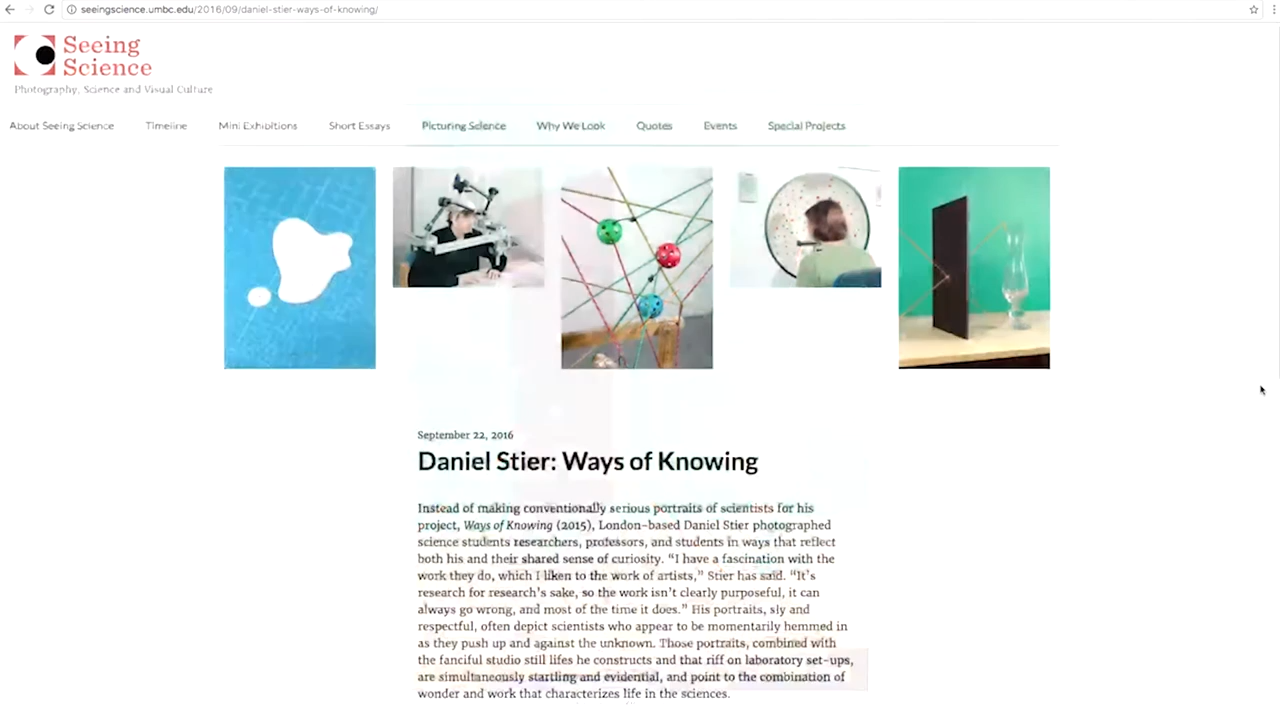 seeingscience.umbc.edu/2016/09/daniel-stier-ways-of-knowing/
Seeing
Science
Photography, Science and Visual Culture
About Seeing Science Timeline Mini Exhibitions Short Essays Picturing Science Why We Look Quotes Events Special Projects
September 22, 2016
Daniel Stier: Ways of Knowing
Instead of making conventionally serious portraits of scientists for his
project, Ways of Knowing (2015), London-based Daniel Stier photographed
science students researchers, professors, and students in ways that reflect
both his and their shared sense of curiosity. “I have a fascination with the
work they do, which I liken to the work of artists,” Stier has said. “It’s
research for research’s sake, so the work isn’t clearly purposeful, it can
always go wrong, and most of the time it does.” His portraits, sly and
respectful, often depict scientists who appear to be momentarily hemmed in
as they push up and against the unknown. Those portraits, combined with
the fanciful studio still lifes he constructs and that riff on laboratory set-ups,
are simultaneously startling and evidential, and point to the combination of
wonder and work that characterizes life in the sciences.